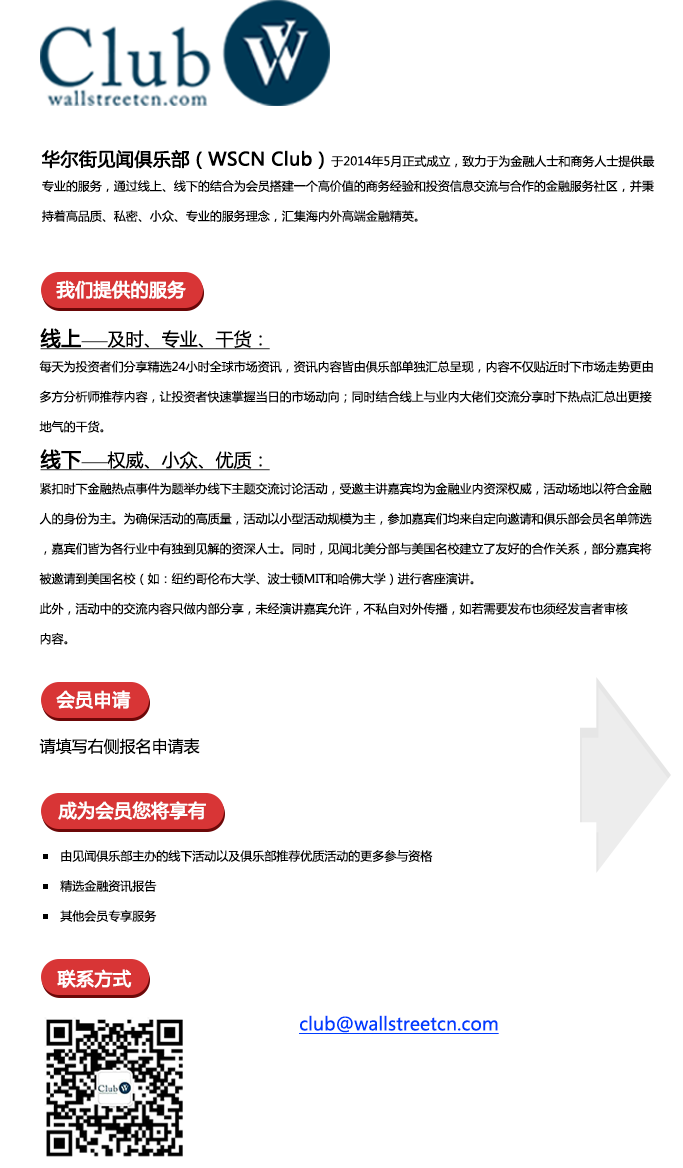 Club W
wallstreetcn.com
华尔街见闻俱乐部（WSCN Club）于2014年5月正式成立，致力于为金融人士和商务人士提供最
专业的服务，通过线上、线下的结合为会员搭建一个高价值的商务经验和投资信息交流与合作的金融服务社区，并秉
持着高品质、私密、小众、专业的服务理念，汇集海内外高端金融精英。
我们提供的服务
线上——及时、专业、干货：
每天为投资者们分享精选24小时全球市场资讯，资讯内容皆由俱乐部单独汇总呈现，内容不仅贴近时下市场走势更由
多方分析师推荐内容，让投资者快速掌握当日的市场动向；同时结合线上与业内大佬们交流分享时下热点汇总出更接
地气的干货。
线下——权威、小众、优质：
紧扣时下金融热点事件为题举办线下主题交流讨论活动，受邀主讲嘉宾均为金融业内资深权威，活动场地以符合金融
人的身份为主。为确保活动的高质量，活动以小型活动规模为主，参加嘉宾们均来自定向邀请和俱乐部会员名单筛选
，嘉宾们皆为各行业中有独到见解的资深人士。同时，见闻北美分部与美国名校建立了友好的合作关系，部分嘉宾将
被邀请到美国名校（如：纽约哥伦布大学、波士顿MIT和哈佛大学）进行客座演讲。
此外，活动中的交流内容只做内部分享，未经演讲嘉宾允许，不私自对外传播，如若需要发布也须经发言者审核
内容。
会员申请
请填写右侧报名申请表
成为会员您将享有
▪ 由见闻俱乐部主办的线下活动以及俱乐部推荐优质活动的更多参与资格
▪ 精选金融资讯报告
▪ 其他会员专享服务
联系方式
club@wallstreetcn.com
Club W